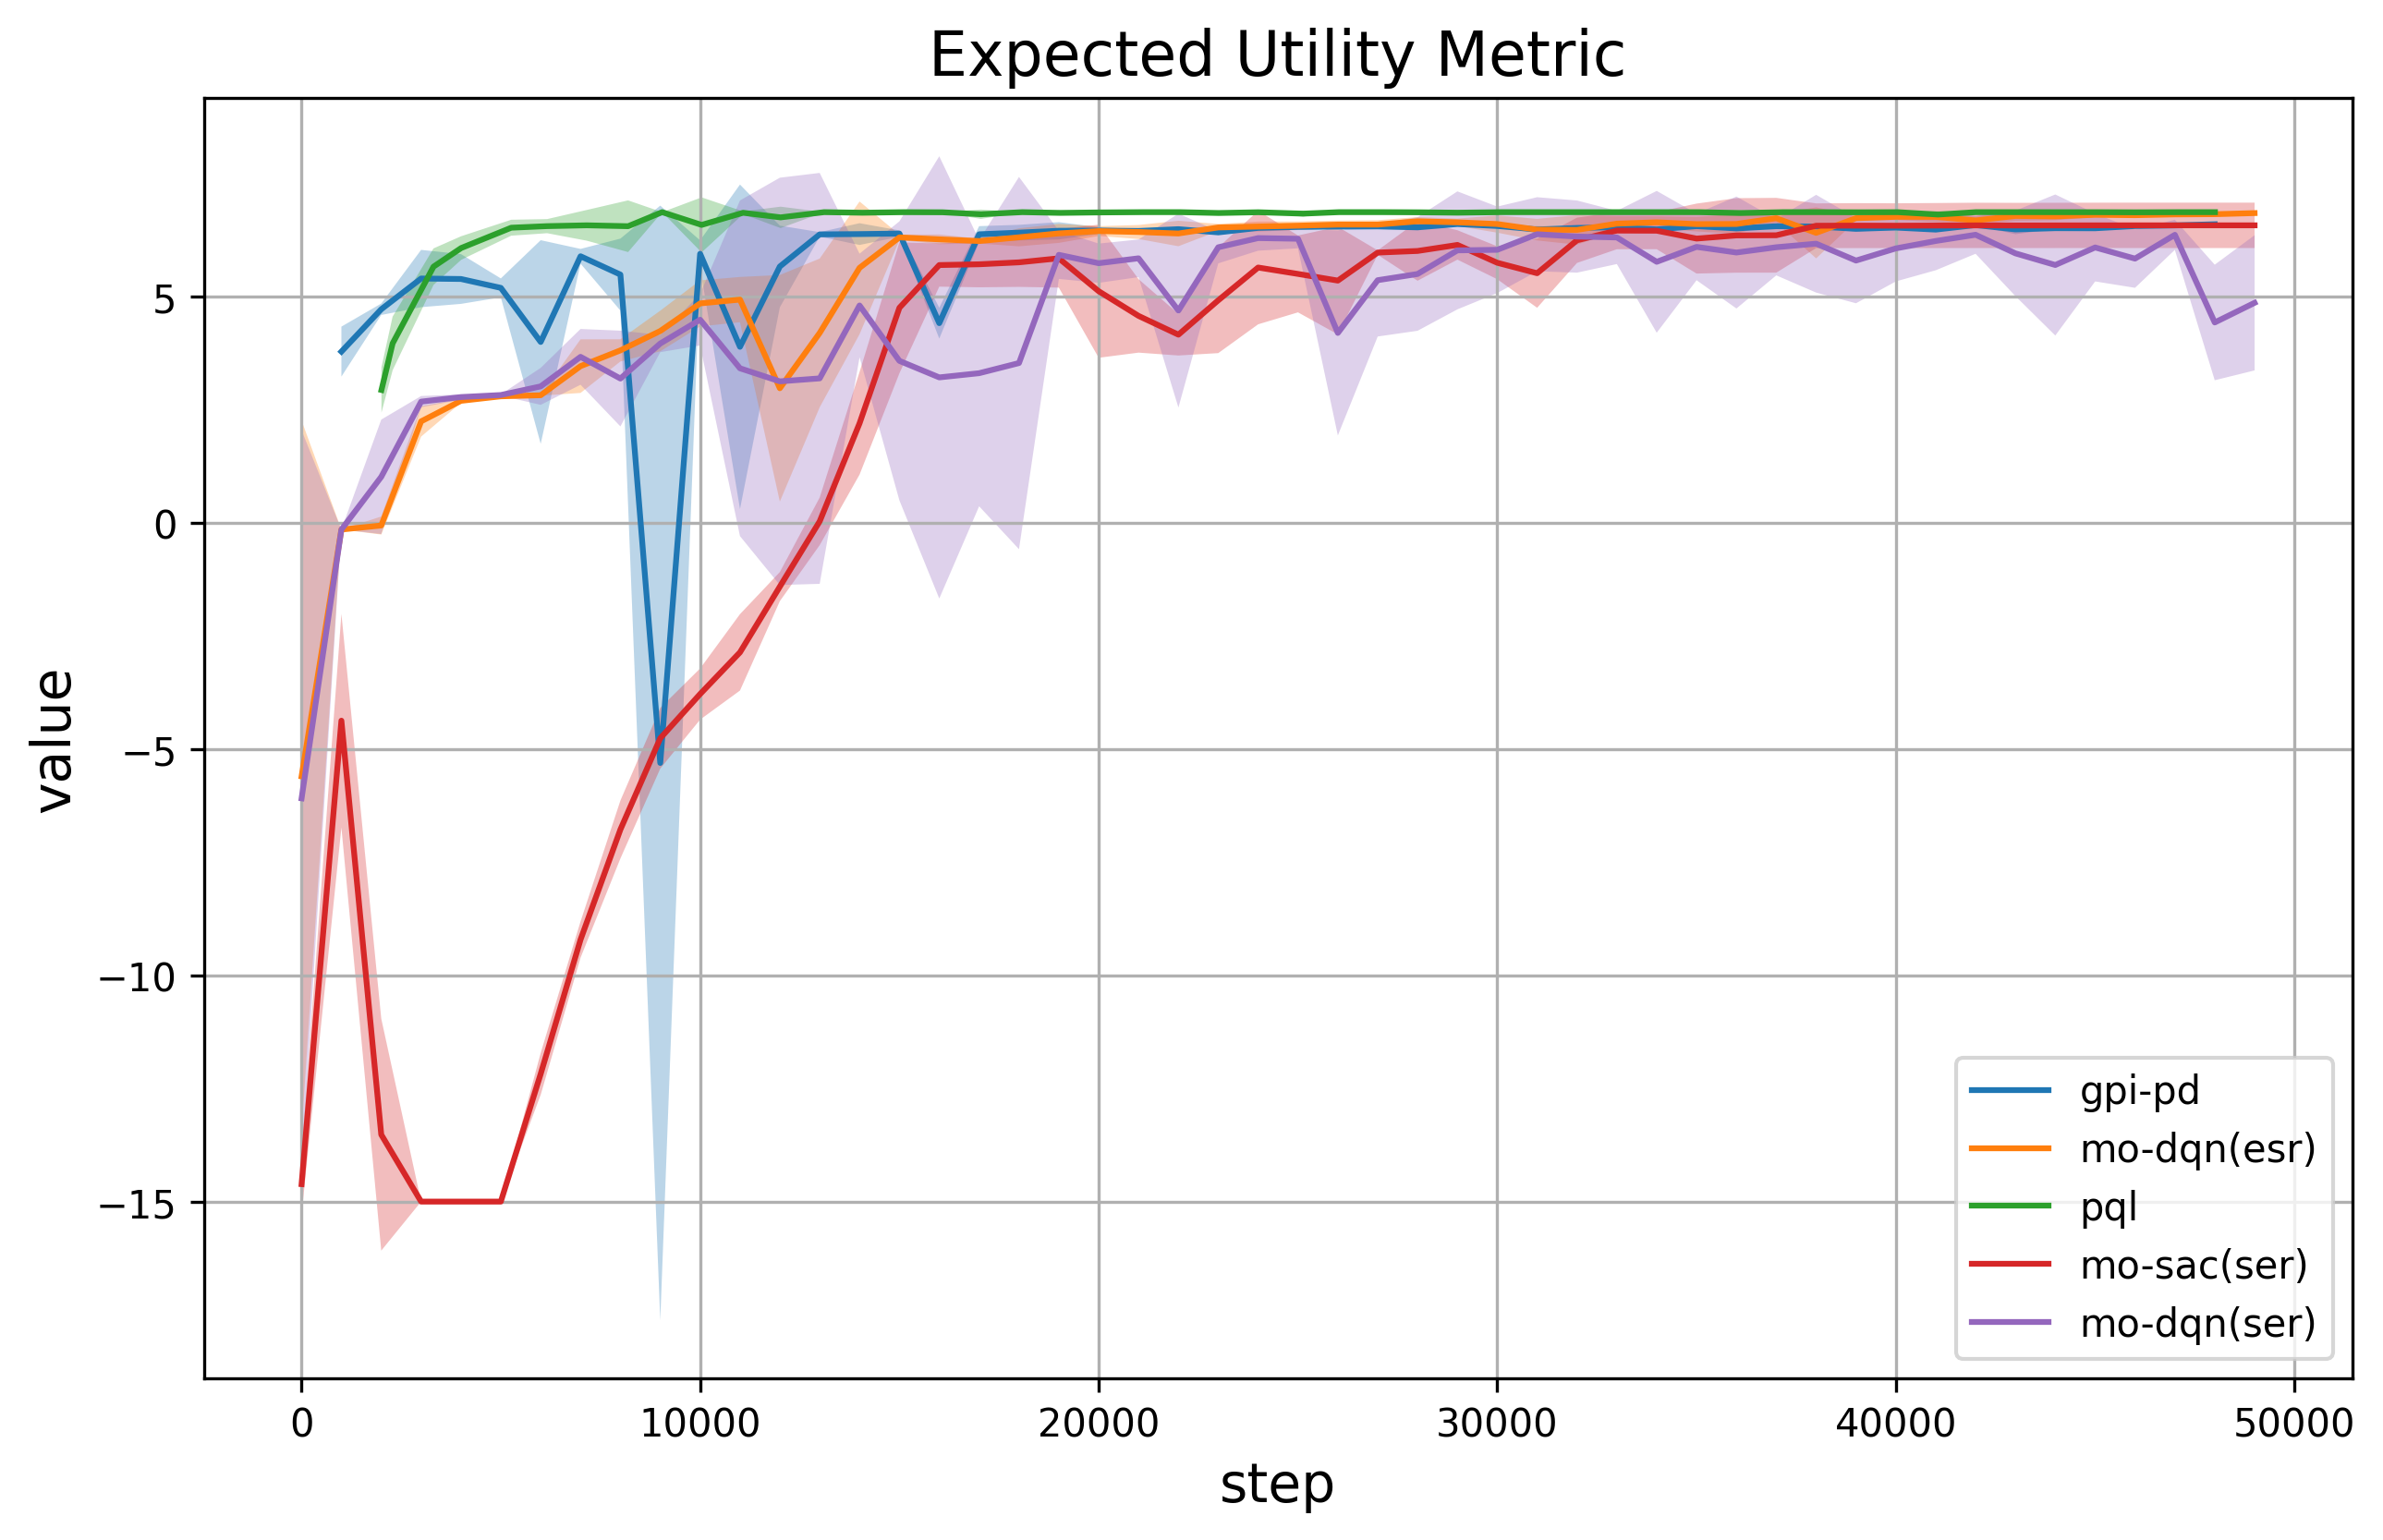 Expected Utility Metric
value
5
0
−5
−10
−15
0 10000 20000 30000 40000 50000
step
gpi-pd
mo-dqn(esr)
pql
mo-sac(ser)
mo-dqn(ser)